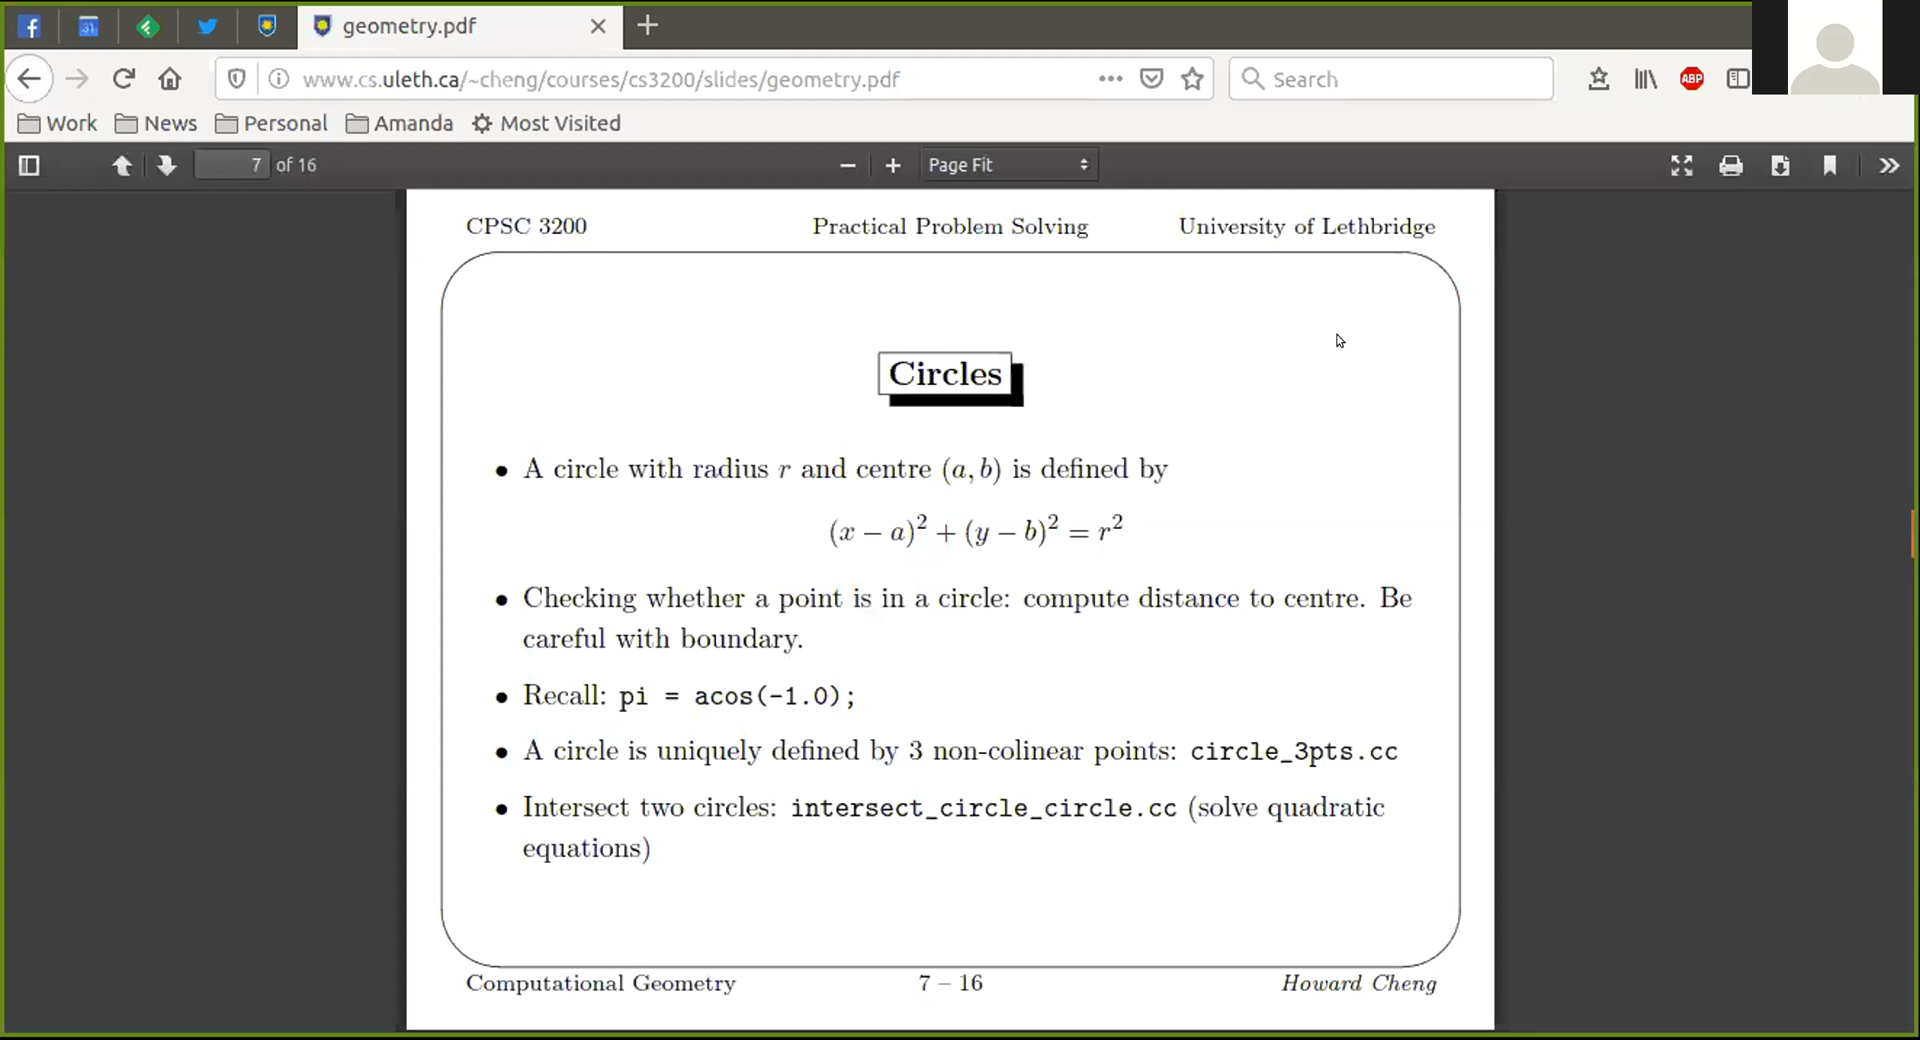 geometry.pdf
www.cs.uleth.ca/~cheng/courses/cs3200/slides/geometry.pdf
Search
ABP
Work News Personal Amanda Most Visited
7 of 16
Page Fit
CPSC 3200 Practical Problem Solving University of Lethbridge
Circles
• A circle with radius r and centre (a, b) is defined by
(x − a)² + (y − b)² = r²
• Checking whether a point is in a circle: compute distance to centre. Be
careful with boundary.
• Recall: pi = acos(-1.0);
• A circle is uniquely defined by 3 non-colinear points: circle_3pts.cc
• Intersect two circles: intersect_circle_circle.cc (solve quadratic
equations)
Computational Geometry 7 – 16 Howard Cheng